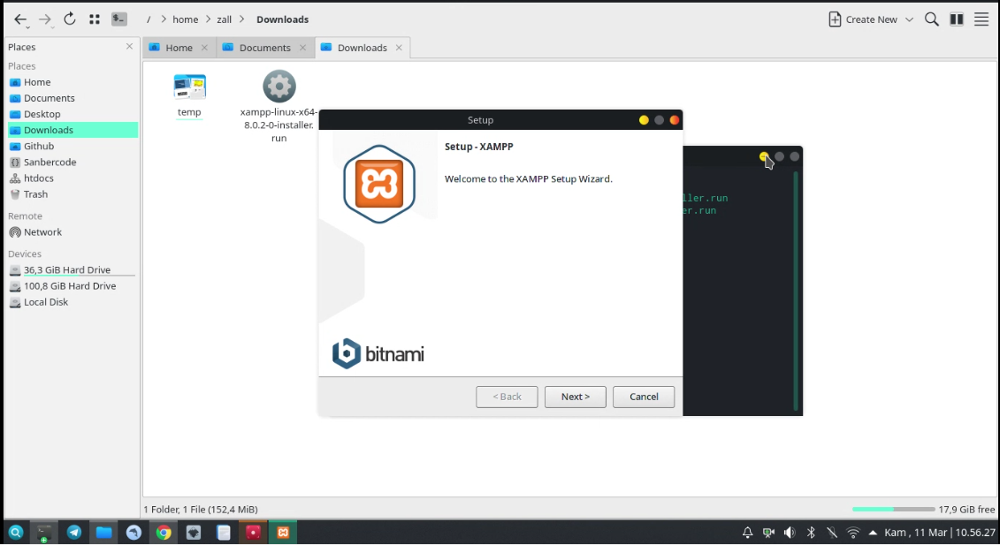 / > home > zall > Downloads
Create New
Places
Home
Documents
Downloads
Places
Home
Documents
Desktop
Downloads
Github
Sanbercode
htdocs
Trash
Remote
Network
Devices
36,3 GiB Hard Drive
100,8 GiB Hard Drive
Local Disk
temp
xampp-linux-x64-
8.0.2-0-installer.
run
Setup
Setup - XAMPP
Welcome to the XAMPP Setup Wizard.
bitnami
< Back
Next >
Cancel
ller.run
er.run
1 Folder, 1 File (152,4 MiB)
17,9 GiB free
Kam , 11 Mar | 10.56.27